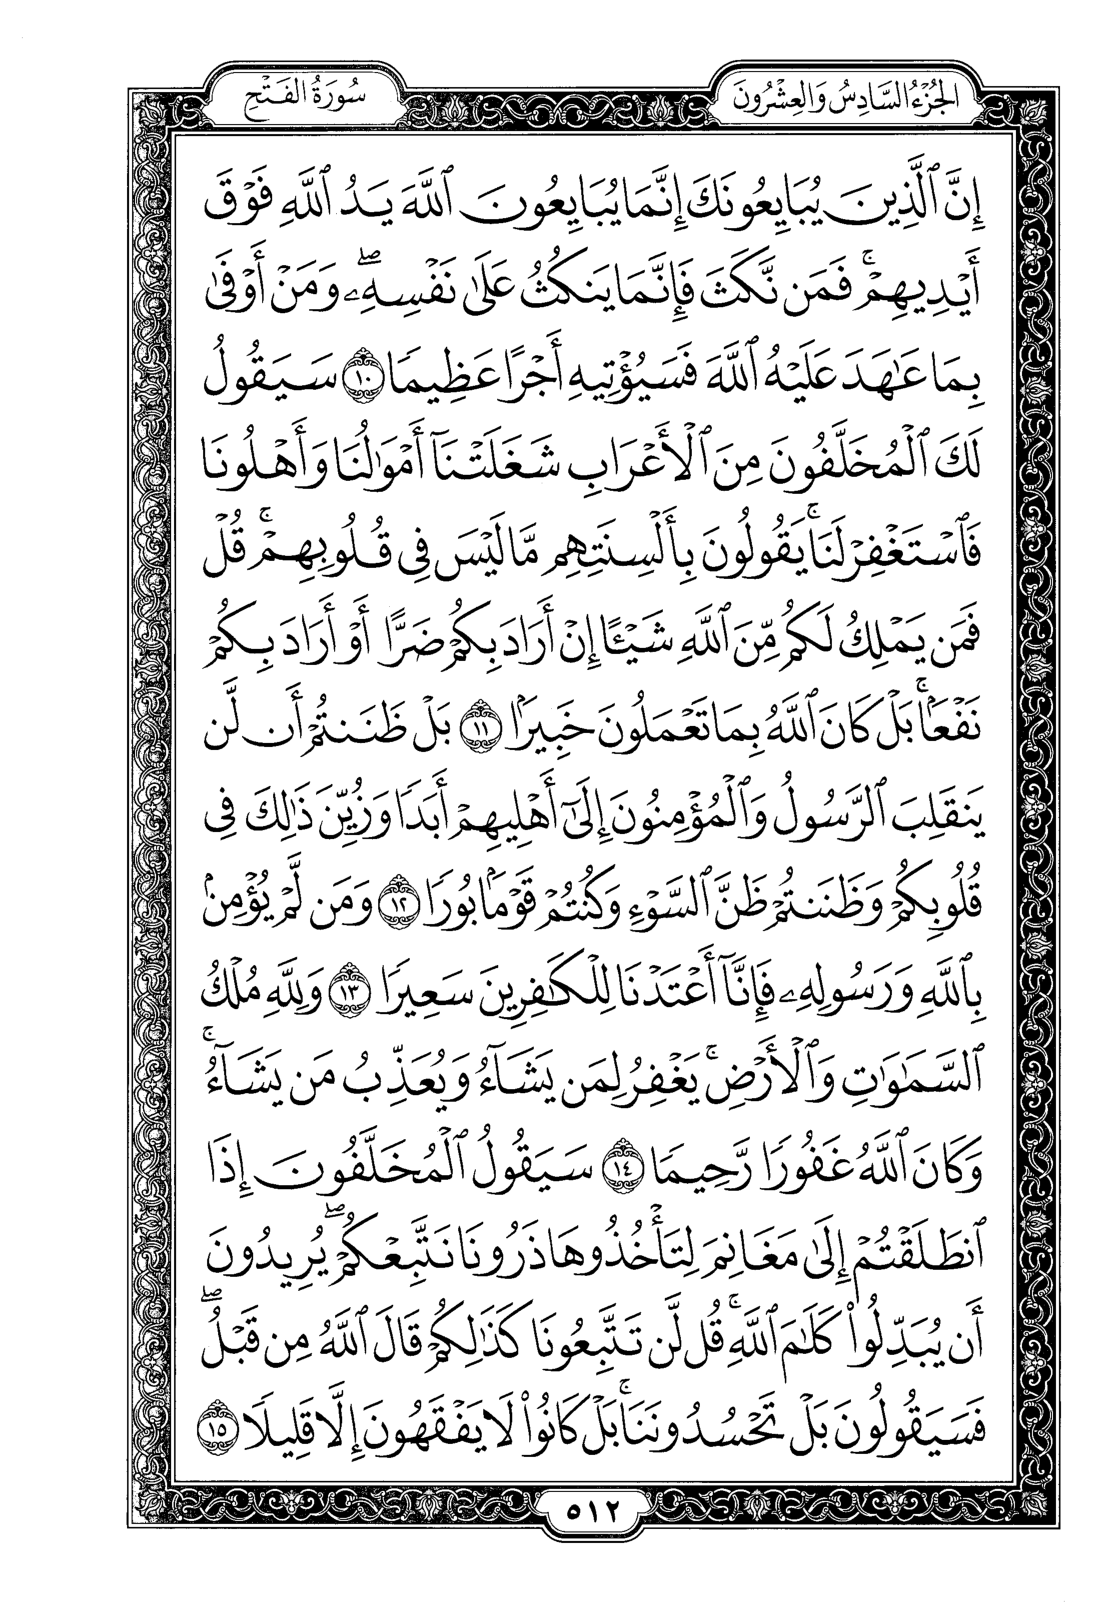 الجُزْءُ السَّادِسُ وَالعِشْرُونَ
سُورَةُ الفَتْحِ
إِنَّ ٱلَّذِينَ يُبَايِعُونَكَ إِنَّمَا يُبَايِعُونَ ٱللَّهَ يَدُ ٱللَّهِ فَوْقَ
أَيْدِيهِمْۚ فَمَن نَّكَثَ فَإِنَّمَا يَنكُثُ عَلَىٰ نَفْسِهِۦۖ وَمَنْ أَوْفَىٰ
بِمَا عَٰهَدَ عَلَيْهُ ٱللَّهَ فَسَيُؤْتِيهِ أَجْرًا عَظِيمًا ١٠ سَيَقُولُ
لَكَ ٱلْمُخَلَّفُونَ مِنَ ٱلْأَعْرَابِ شَغَلَتْنَآ أَمْوَٰلُنَا وَأَهْلُونَا
فَٱسْتَغْفِرْ لَنَاۚ يَقُولُونَ بِأَلْسِنَتِهِم مَّا لَيْسَ فِى قُلُوبِهِمْۚ قُلْ
فَمَن يَمْلِكُ لَكُم مِّنَ ٱللَّهِ شَيْـًٔا إِنْ أَرَادَ بِكُمْ ضَرًّا أَوْ أَرَادَ بِكُمْ
نَفْعًۢاۚ بَلْ كَانَ ٱللَّهُ بِمَا تَعْمَلُونَ خَبِيرًۢا ١١ بَلْ ظَنَنتُمْ أَن لَّن
يَنقَلِبَ ٱلرَّسُولُ وَٱلْمُؤْمِنُونَ إِلَىٰٓ أَهْلِيهِمْ أَبَدًا وَزُيِّنَ ذَٰلِكَ فِى
قُلُوبِكُمْ وَظَنَنتُمْ ظَنَّ ٱلسَّوْءِ وَكُنتُمْ قَوْمًۢا بُورًا ١٢ وَمَن لَّمْ يُؤْمِنۢ
بِٱللَّهِ وَرَسُولِهِۦ فَإِنَّآ أَعْتَدْنَا لِلْكَٰفِرِينَ سَعِيرًا ١٣ وَلِلَّهِ مُلْكُ
ٱلسَّمَٰوَٰتِ وَٱلْأَرْضِۚ يَغْفِرُ لِمَن يَشَآءُ وَيُعَذِّبُ مَن يَشَآءُۚ
وَكَانَ ٱللَّهُ غَفُورًا رَّحِيمًا ١٤ سَيَقُولُ ٱلْمُخَلَّفُونَ إِذَا
ٱنطَلَقْتُمْ إِلَىٰ مَغَانِمَ لِتَأْخُذُوهَا ذَرُونَا نَتَّبِعْكُمْۖ يُرِيدُونَ
أَن يُبَدِّلُوا۟ كَلَٰمَ ٱللَّهِۚ قُل لَّن تَتَّبِعُونَا كَذَٰلِكُمْ قَالَ ٱللَّهُ مِن قَبْلُۖ
فَسَيَقُولُونَ بَلْ تَحْسُدُونَنَاۚ بَلْ كَانُوا۟ لَا يَفْقَهُونَ إِلَّا قَلِيلًا ١٥
٥١٢